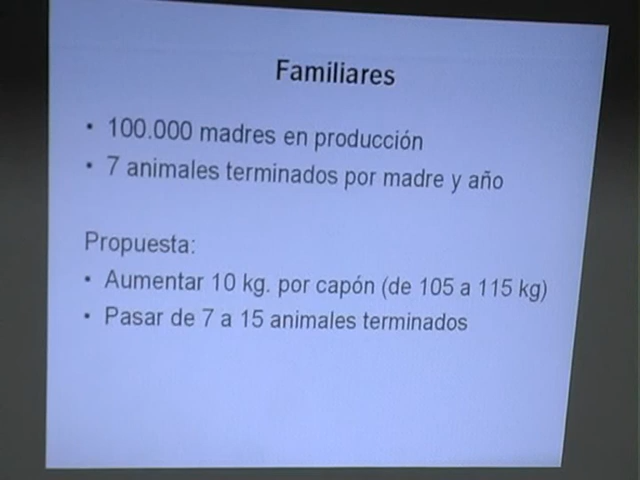 Familiares
• 100.000 madres en producción
• 7 animales terminados por madre y año
Propuesta:
• Aumentar 10 kg. por capón (de 105 a 115 kg)
• Pasar de 7 a 15 animales terminados